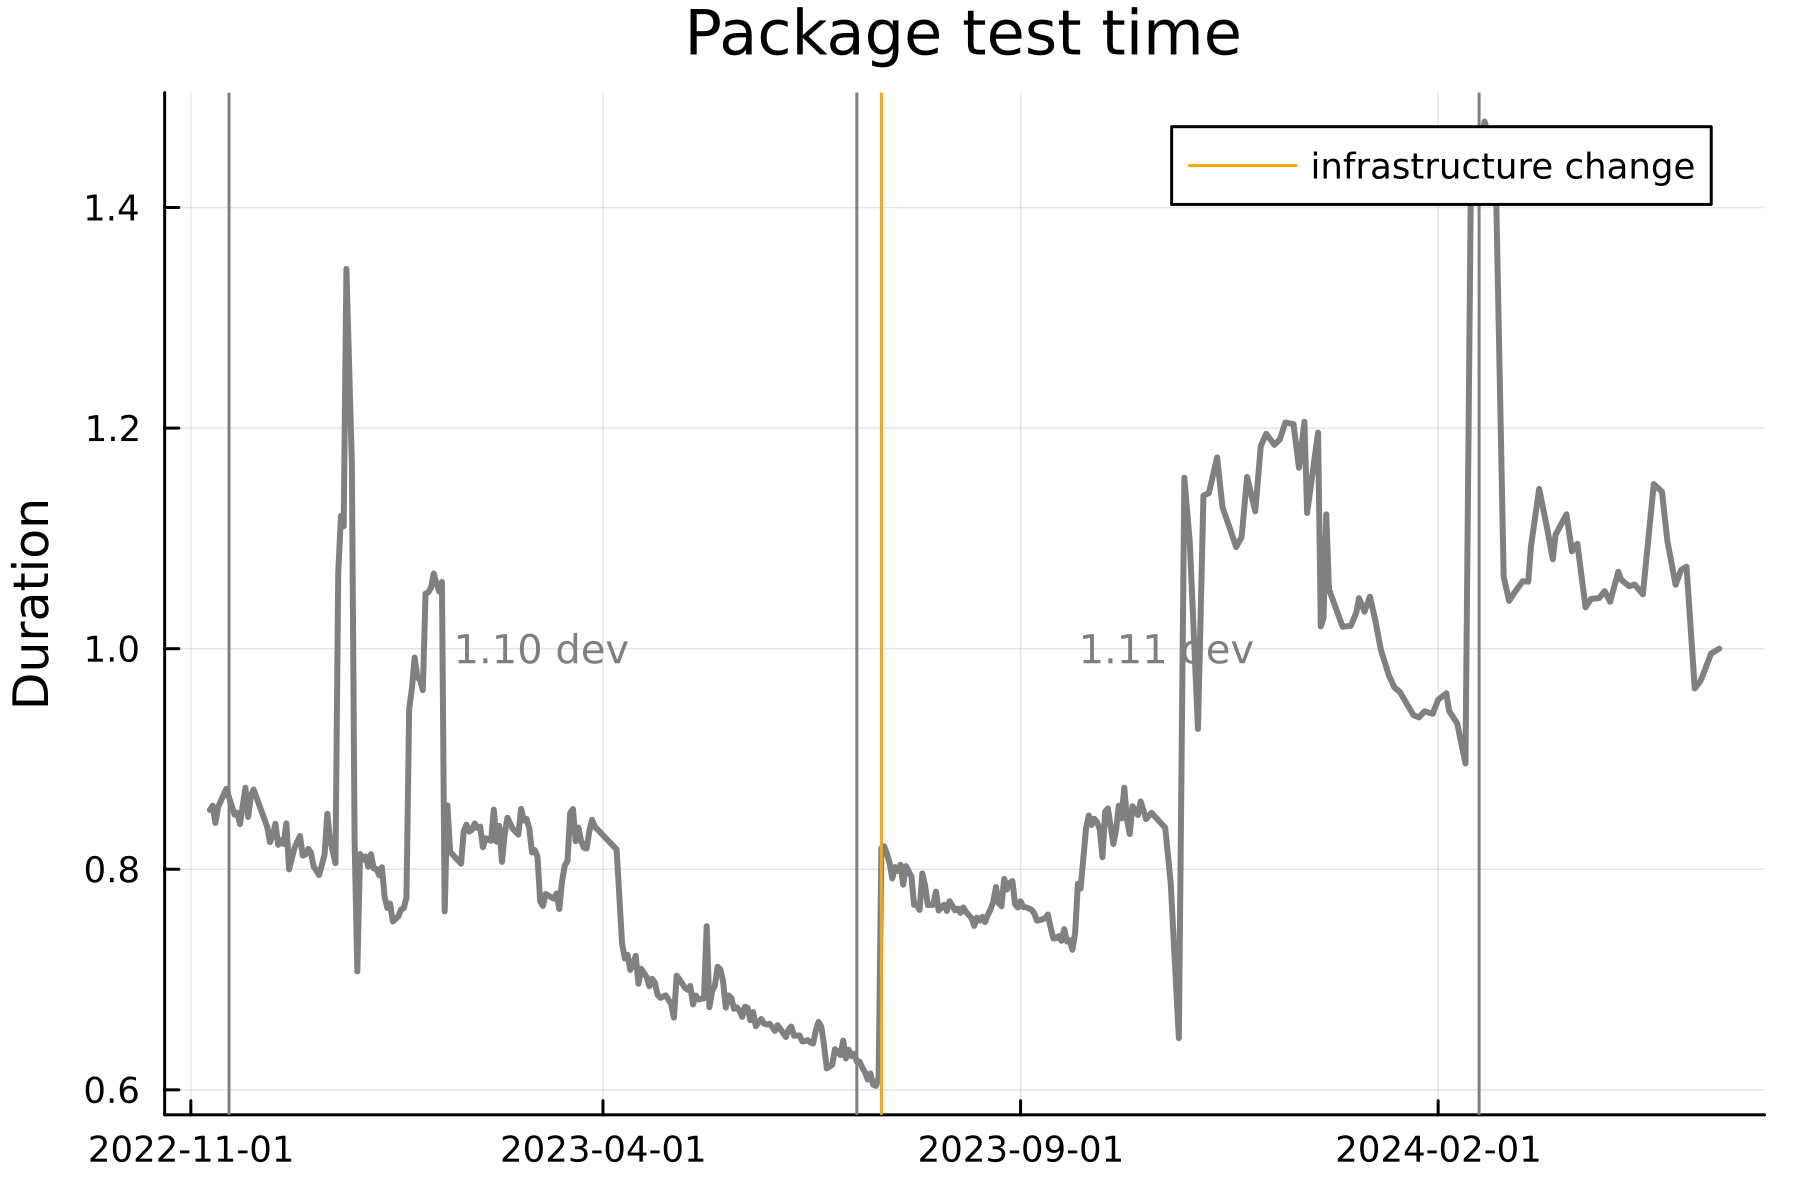 Package test time
infrastructure change
1.4
1.2
1.0
0.8
0.6
Duration
1.10 dev
1.11 dev
2022-11-01
2023-04-01
2023-09-01
2024-02-01